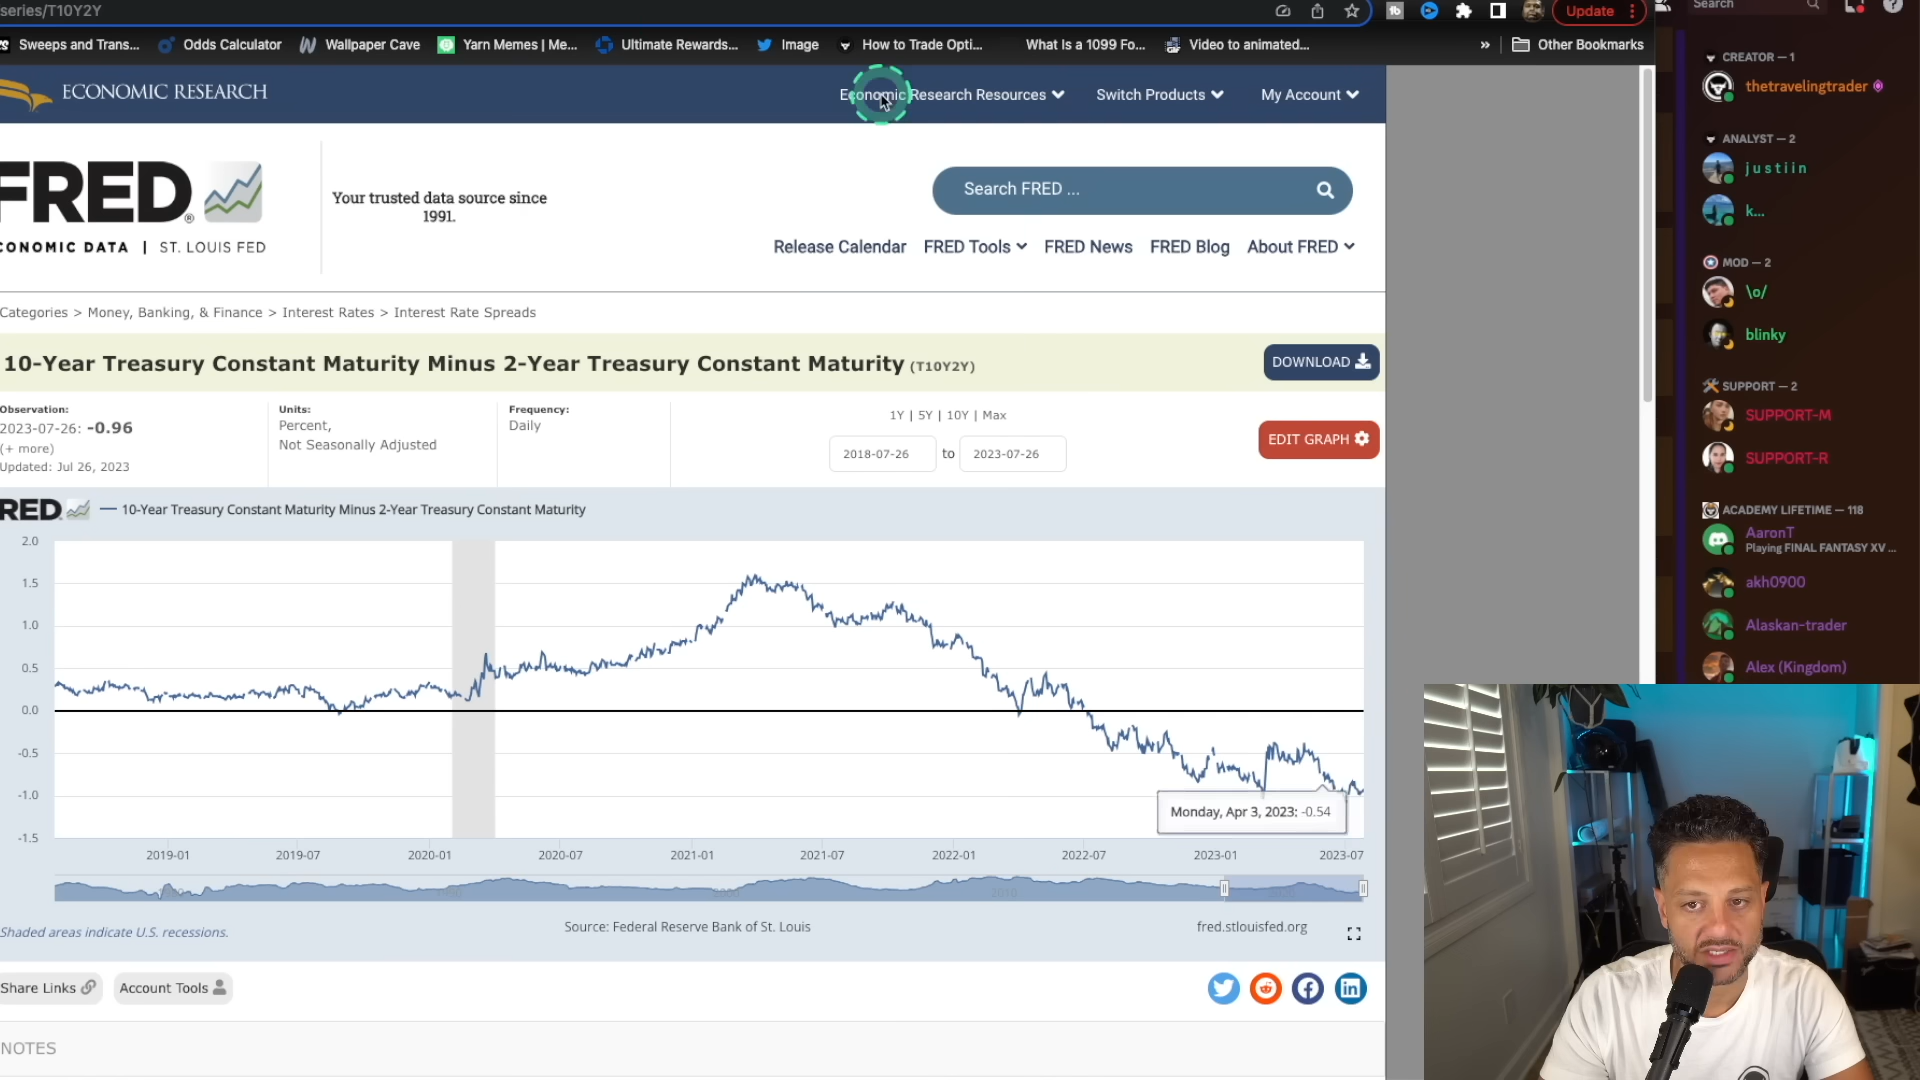 series/T10Y2Y
Update
Sweeps and Trans...
Odds Calculator
Wallpaper Cave
Yarn Memes | Me...
Ultimate Rewards...
Image
How to Trade Opti...
What Is a 1099 Fo...
Video to animated...
»
Other Bookmarks
ECONOMIC RESEARCH
Economic Research Resources
Switch Products
My Account
FRED
CONOMIC DATA | ST. LOUIS FED
Your trusted data source since
1991.
Search FRED ...
Release Calendar
FRED Tools
FRED News
FRED Blog
About FRED
Categories > Money, Banking, & Finance > Interest Rates > Interest Rate Spreads
10-Year Treasury Constant Maturity Minus 2-Year Treasury Constant Maturity (T10Y2Y)
DOWNLOAD
Observation:
2023-07-26: -0.96
(+ more)
Updated: Jul 26, 2023
Units:
Percent,
Not Seasonally Adjusted
Frequency:
Daily
1Y | 5Y | 10Y | Max
2018-07-26 to 2023-07-26
EDIT GRAPH
RED
10-Year Treasury Constant Maturity Minus 2-Year Treasury Constant Maturity
2.0
1.5
1.0
0.5
0.0
-0.5
-1.0
-1.5
Monday, Apr 3, 2023: -0.54
2019-01
2019-07
2020-01
2020-07
2021-01
2021-07
2022-01
2022-07
2023-01
2023-07
Shaded areas indicate U.S. recessions.
Source: Federal Reserve Bank of St. Louis
fred.stlouisfed.org
Share Links
Account Tools
NOTES
Search
CREATOR — 1
thetravelingtrader
ANALYST — 2
justiin
k...
MOD — 2
\o/
blinky
SUPPORT — 2
SUPPORT-M
SUPPORT-R
ACADEMY LIFETIME — 118
AaronT
Playing FINAL FANTASY XV ...
akh0900
Alaskan-trader
Alex (Kingdom)